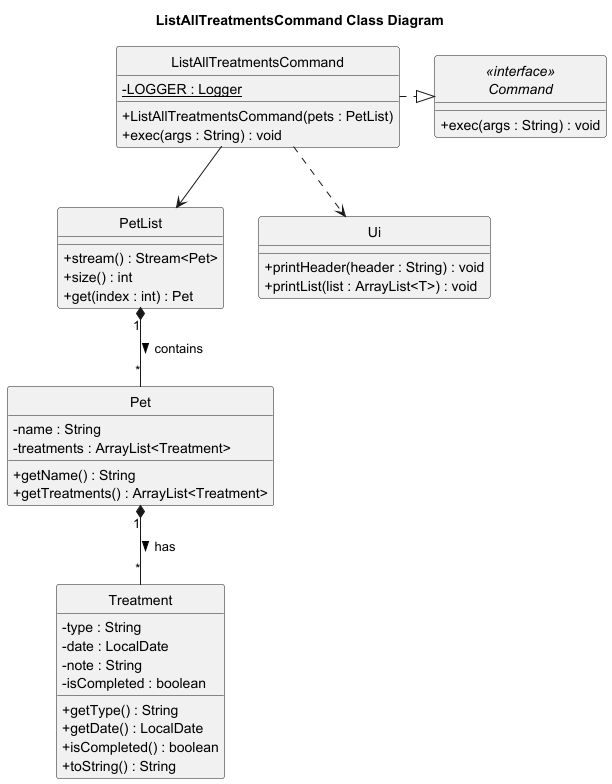 ListAllTreatmentsCommand Class Diagram
ListAllTreatmentsCommand
-LOGGER : Logger
+ListAllTreatmentsCommand(pets : PetList)
+exec(args : String) : void
«interface»
Command
+exec(args : String) : void
PetList
+stream() : Stream<Pet>
+size() : int
+get(index : int) : Pet
Ui
+printHeader(header : String) : void
+printList(list : ArrayList<T>) : void
1
contains
*
Pet
-name : String
-treatments : ArrayList<Treatment>
+getName() : String
+getTreatments() : ArrayList<Treatment>
1
has
*
Treatment
-type : String
-date : LocalDate
-note : String
-isCompleted : boolean
+getType() : String
+getDate() : LocalDate
+isCompleted() : boolean
+toString() : String